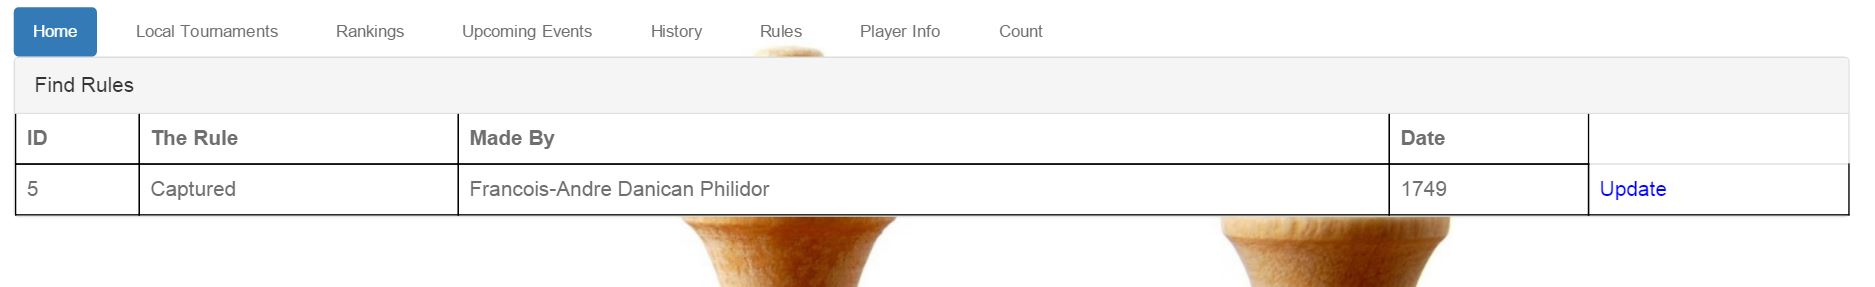 Home Local Tournaments Rankings Upcoming Events History Rules Player Info Count
Find Rules
ID The Rule Made By Date
5 Captured Francois-Andre Danican Philidor 1749 Update